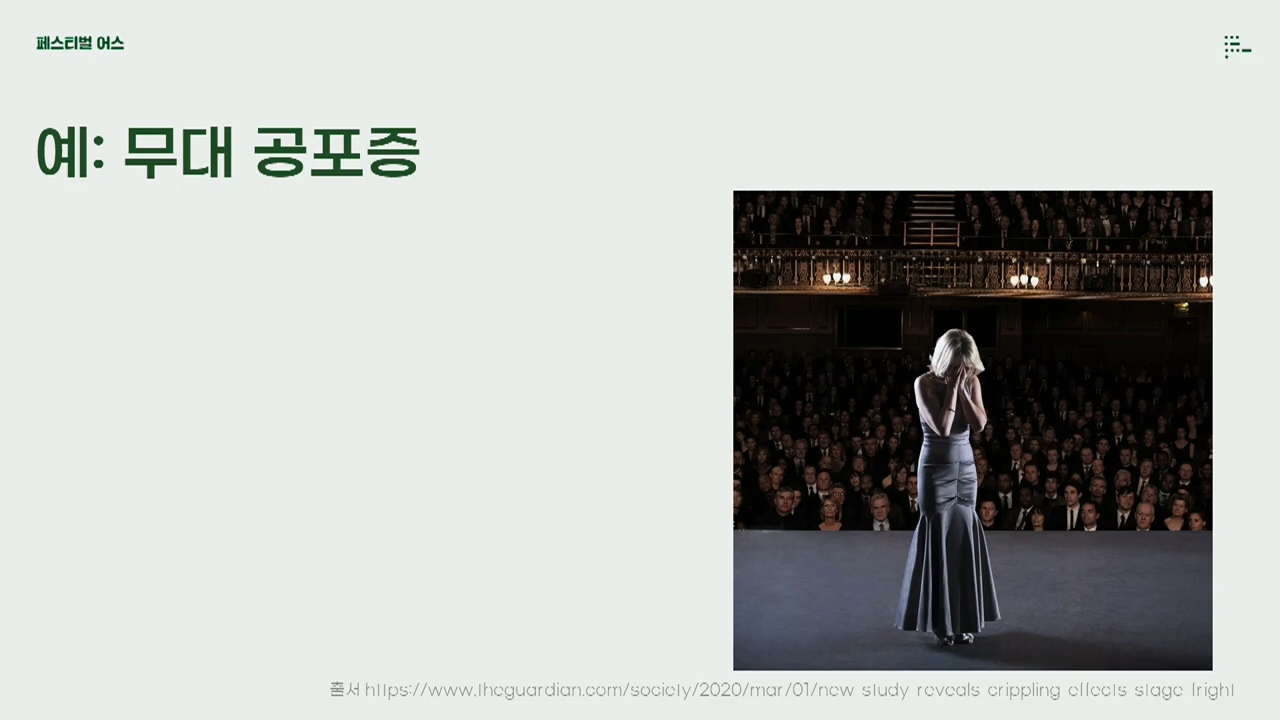 페스티벌 어스
예: 무대 공포증
출처 https://www.theguardian.com/society/2020/mar/01/new-study-reveals-crippling-effects-stage-fright